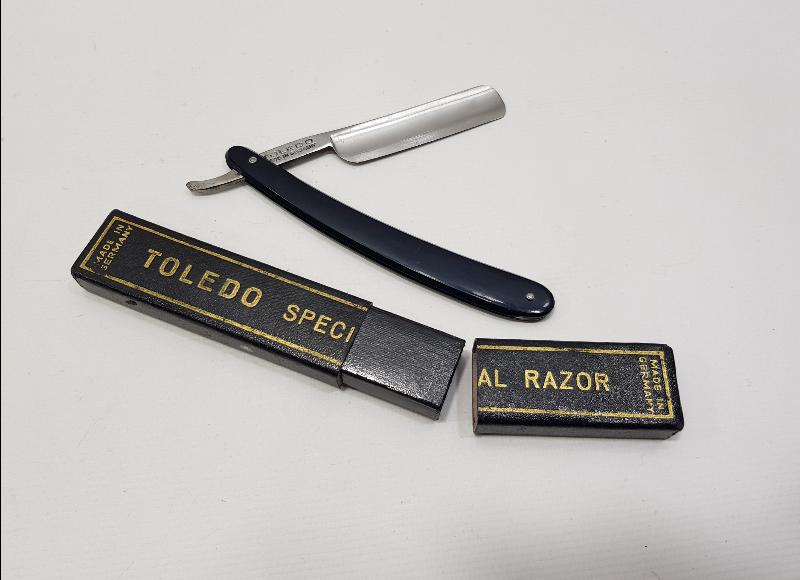 TOLEDO
MADE IN
GERMANY
TOLEDO SPECI
AL RAZOR
MADE IN
GERMANY